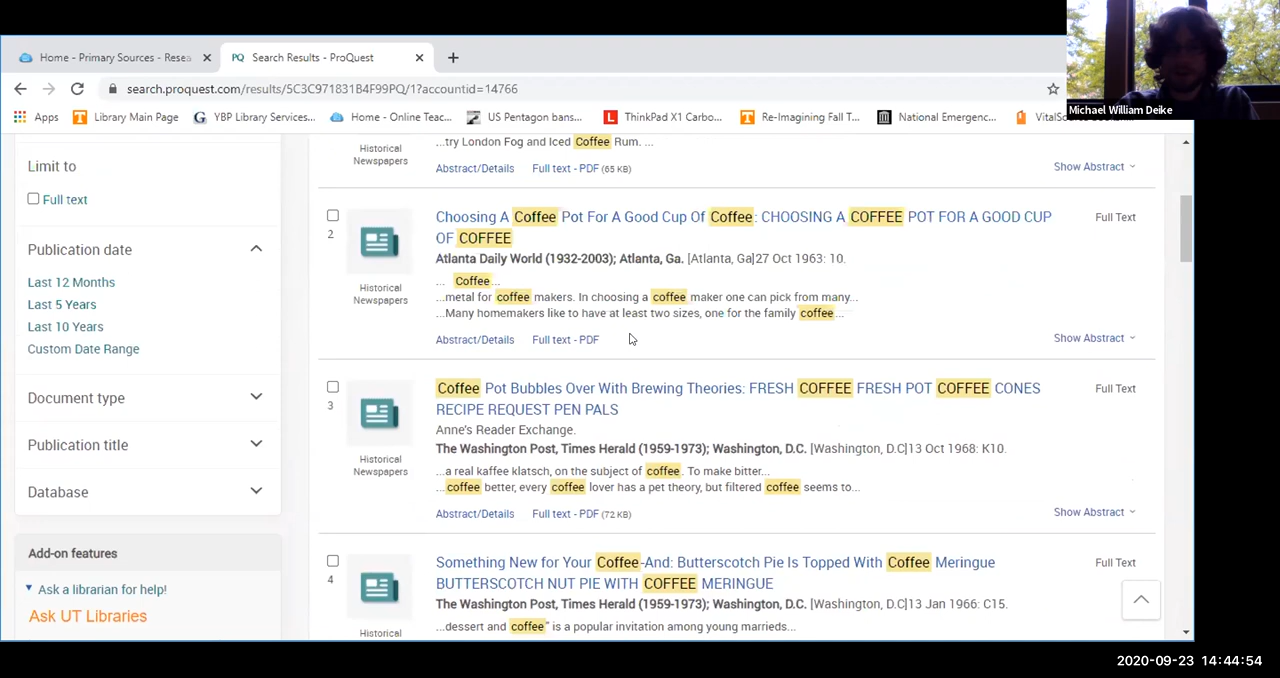 Home - Primary Sources - Rese
Search Results - ProQuest
Michael William Deike
search.proquest.com/results/5C3C971831B4F99PQ/1?accountid=14766
Apps
Library Main Page
YBP Library Services...
Home - Online Teac...
US Pentagon bans...
ThinkPad X1 Carbo...
Re-Imagining Fall T...
National Emergenc...
Limit to
Full text
Publication date
Last 12 Months
Last 5 Years
Last 10 Years
Custom Date Range
Document type
Publication title
Database
Add-on features
Ask a librarian for help!
Ask UT Libraries
Historical
Newspapers
...try London Fog and Iced Coffee Rum. ...
Abstract/Details Full text - PDF (65 KB) Show Abstract
2
Historical
Newspapers
Choosing A Coffee Pot For A Good Cup Of Coffee: CHOOSING A COFFEE POT FOR A GOOD CUP
OF COFFEE
Full Text
Atlanta Daily World (1932-2003); Atlanta, Ga. [Atlanta, Ga]27 Oct 1963: 10.
... Coffee...
...metal for coffee makers. In choosing a coffee maker one can pick from many...
...Many homemakers like to have at least two sizes, one for the family coffee...
Abstract/Details Full text - PDF Show Abstract
3
Historical
Newspapers
Coffee Pot Bubbles Over With Brewing Theories: FRESH COFFEE FRESH POT COFFEE CONES
RECIPE REQUEST PEN PALS
Full Text
Anne's Reader Exchange.
The Washington Post, Times Herald (1959-1973); Washington, D.C. [Washington, D.C]13 Oct 1968: K10.
...a real kaffee klatsch, on the subject of coffee. To make bitter...
...coffee better, every coffee lover has a pet theory, but filtered coffee seems to...
Abstract/Details Full text - PDF (72 KB) Show Abstract
4
Historical
Something New for Your Coffee-And: Butterscotch Pie Is Topped With Coffee Meringue
BUTTERSCOTCH NUT PIE WITH COFFEE MERINGUE
Full Text
The Washington Post, Times Herald (1959-1973); Washington, D.C. [Washington, D.C]13 Jan 1966: C15.
...dessert and coffee" is a popular invitation among young marrieds...
2020-09-23 14:44:54